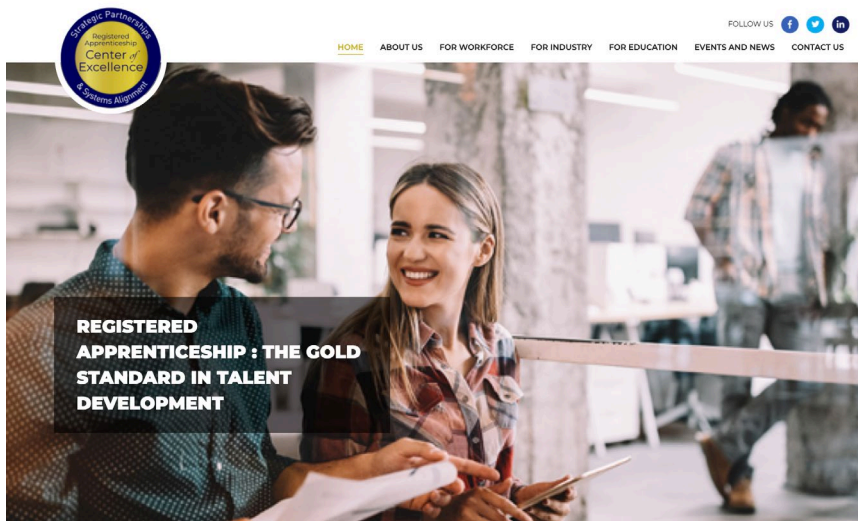 Strategic Partnerships
Registered
Apprenticeship
Center of
Excellence
& Systems Alignment
FOLLOW US
HOME ABOUT US FOR WORKFORCE FOR INDUSTRY FOR EDUCATION EVENTS AND NEWS CONTACT US
REGISTERED
APPRENTICESHIP : THE GOLD
STANDARD IN TALENT
DEVELOPMENT